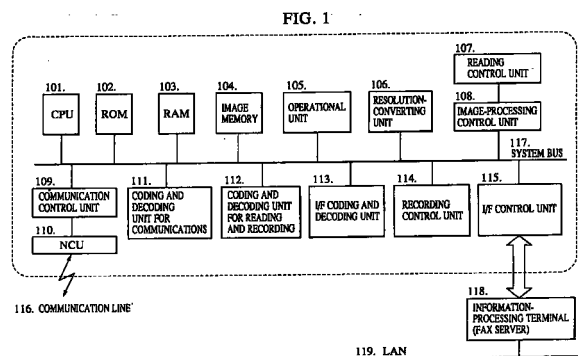 FIG. 1
107.
READING
CONTROL UNIT
101.
CPU
102.
ROM
103.
RAM
104.
IMAGE
MEMORY
105.
OPERATIONAL
UNIT
106.
RESOLUTION-
CONVERTING
UNIT
108.
IMAGE-PROCESSING
CONTROL UNIT
117.
SYSTEM BUS
109.
COMMUNICATION
CONTROL UNIT
110.
NCU
111.
CODING AND
DECODING
UNIT FOR
COMMUNICATIONS
112.
CODING AND
DECODING UNIT
FOR READING
AND RECORDING
113.
I/F CODING AND
DECODING UNIT
114.
RECORDING
CONTROL UNIT
115.
I/F CONTROL UNIT
116. COMMUNICATION LINE
118.
INFORMATION-
PROCESSING TERMINAL
(FAX SERVER)
119. LAN